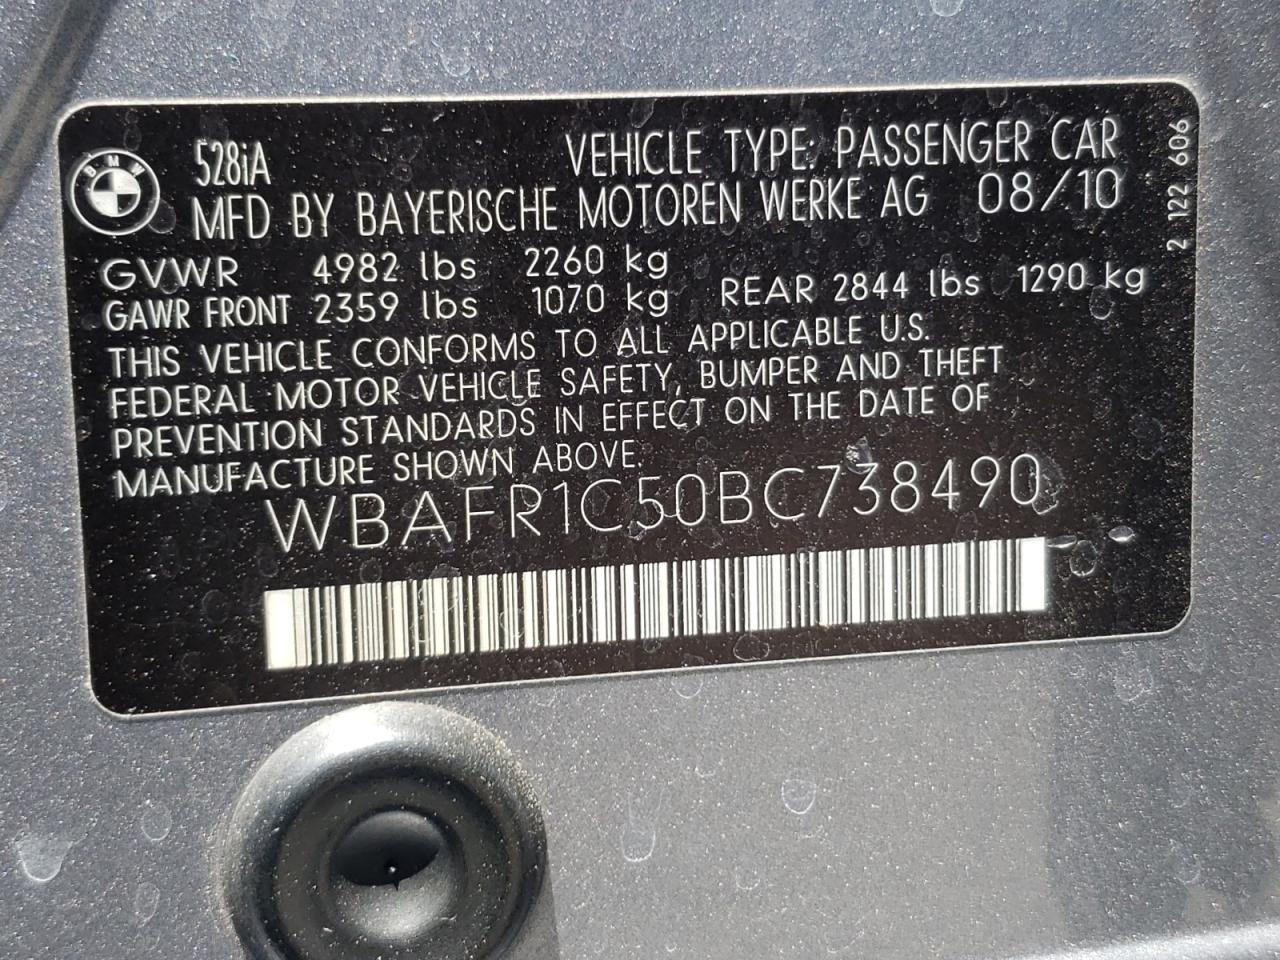 BMW
528iA VEHICLE TYPE: PASSENGER CAR
MFD BY BAYERISCHE MOTOREN WERKE AG 08/10
GVWR 4982 lbs 2260 kg
GAWR FRONT 2359 lbs 1070 kg REAR 2844 lbs 1290 kg
THIS VEHICLE CONFORMS TO ALL APPLICABLE U.S.
FEDERAL MOTOR VEHICLE SAFETY, BUMPER AND THEFT
PREVENTION STANDARDS IN EFFECT ON THE DATE OF
MANUFACTURE SHOWN ABOVE.
WBAFR1C50BC738490
2 122 606